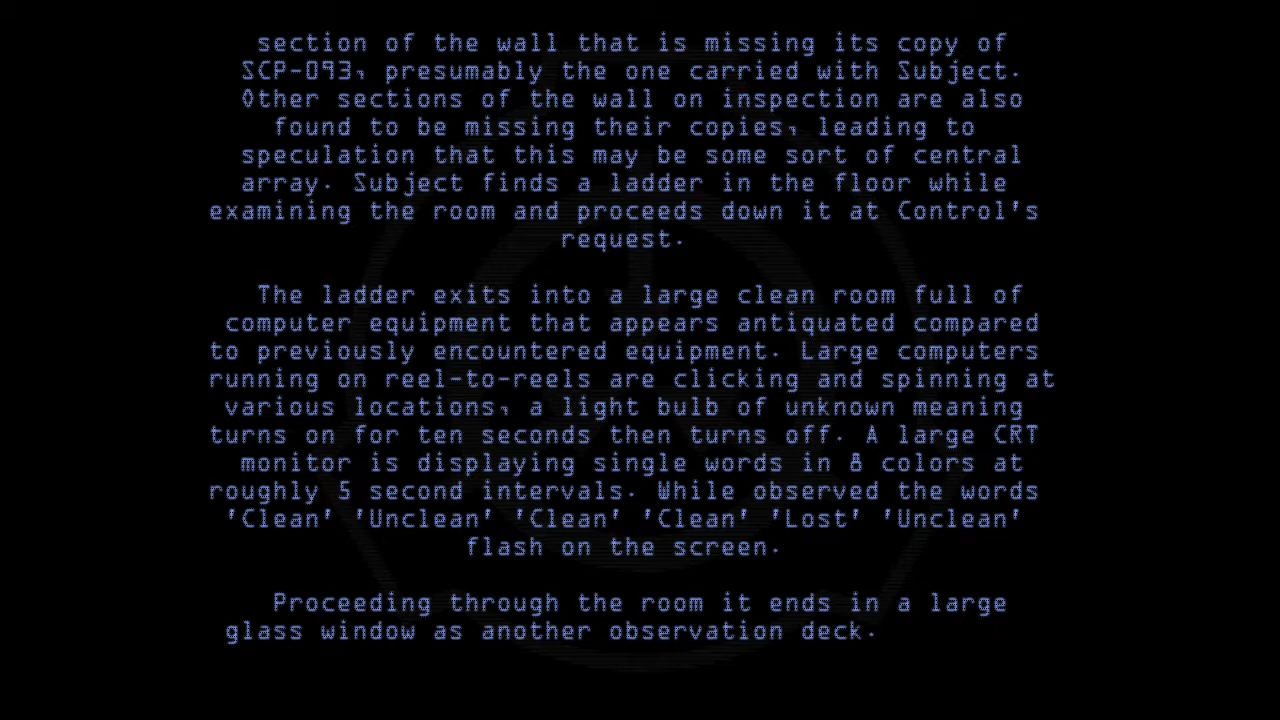 section of the wall that is missing its copy of
SCP-093, presumably the one carried with Subject.
Other sections of the wall on inspection are also
found to be missing their copies, leading to
speculation that this may be some sort of central
array. Subject finds a ladder in the floor while
examining the room and proceeds down it at Control's
request.
The ladder exits into a large clean room full of
computer equipment that appears antiquated compared
to previously encountered equipment. Large computers
running on reel-to-reels are clicking and spinning at
various locations, a light bulb of unknown meaning
turns on for ten seconds then turns off. A large CRT
monitor is displaying single words in 8 colors at
roughly 5 second intervals. While observed the words
'Clean' 'Unclean' 'Clean' 'Clean' 'Lost' 'Unclean'
flash on the screen.
Proceeding through the room it ends in a large
glass window as another observation deck.